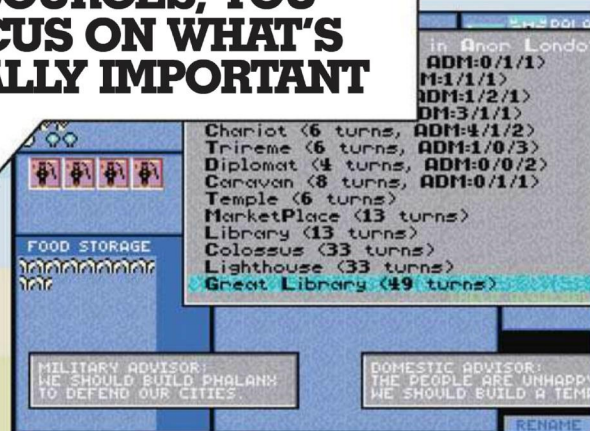 YOU
CUS ON WHAT'S
ALLY IMPORTANT
in Anor Londo
ADM:0/1/1>
M:1/1/1>
ADM:1/2/1>
DM:3/1/1>
Chariot <6 turns, ADM:4/1/2>
Trireme <6 turns, ADM:1/0/3>
Diplomat <4 turns, ADM:0/0/2>
Caravan <8 turns, ADM:0/1/1>
Temple <6 turns>
MarketPlace <13 turns>
Library <13 turns>
Colossus <33 turns>
Lighthouse <33 turns>
Great Library <49 turns>
FOOD STORAGE
MILITARY ADVISOR:
WE SHOULD BUILD PHALANX
TO DEFEND OUR CITIES.
DOMESTIC ADVISOR:
THE PEOPLE ARE UNHAPPY
WE SHOULD BUILD A TEMP
RENAME